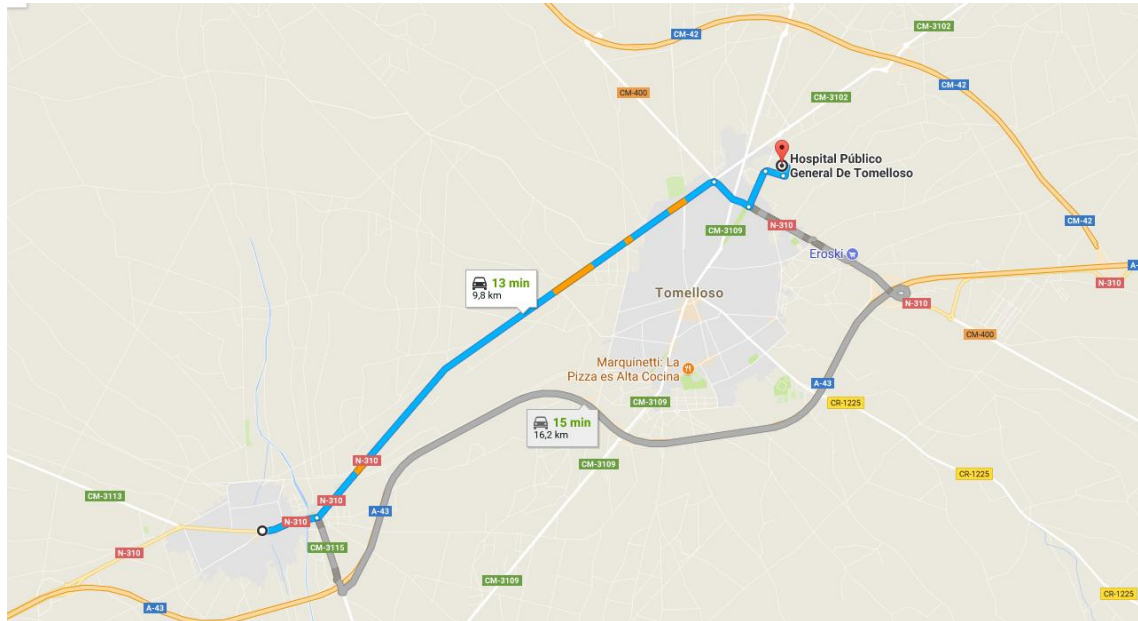 CM-42
CM-3102
CM-42
CM-400
CM-3102
Hospital Público
General De Tomelloso
CM-42
N-310
CM-3109
Eroski
A-
N-310
13 min
9,8 km
Tomelloso
N-310
CM-400
Marquinetti: La
Pizza es Alta Cocina
A-43
CM-3109
CR-1225
15 min
16,2 km
N-310
CM-3109
CR-1225
CM-3113
N-310
A-43
N-310
CM-3115
N-310
CM-3109
CR-1225
A-43